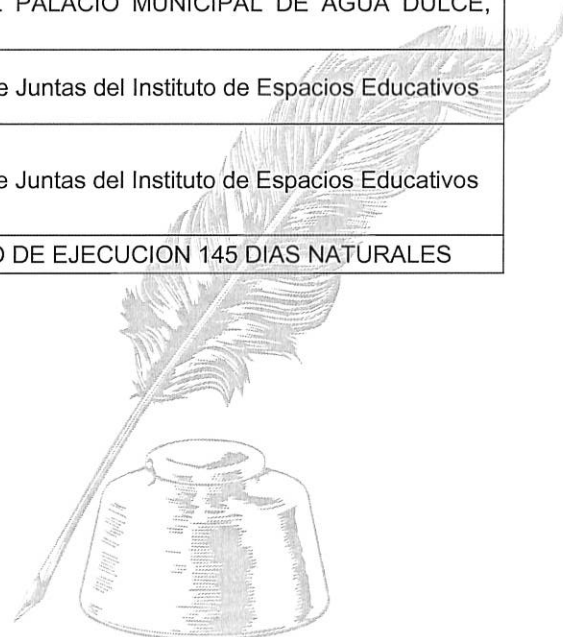 PALACIO MUNICIPAL DE AGUA DULCE,
e Juntas del Instituto de Espacios Educativos
e Juntas del Instituto de Espacios Educativos
O DE EJECUCION 145 DIAS NATURALES